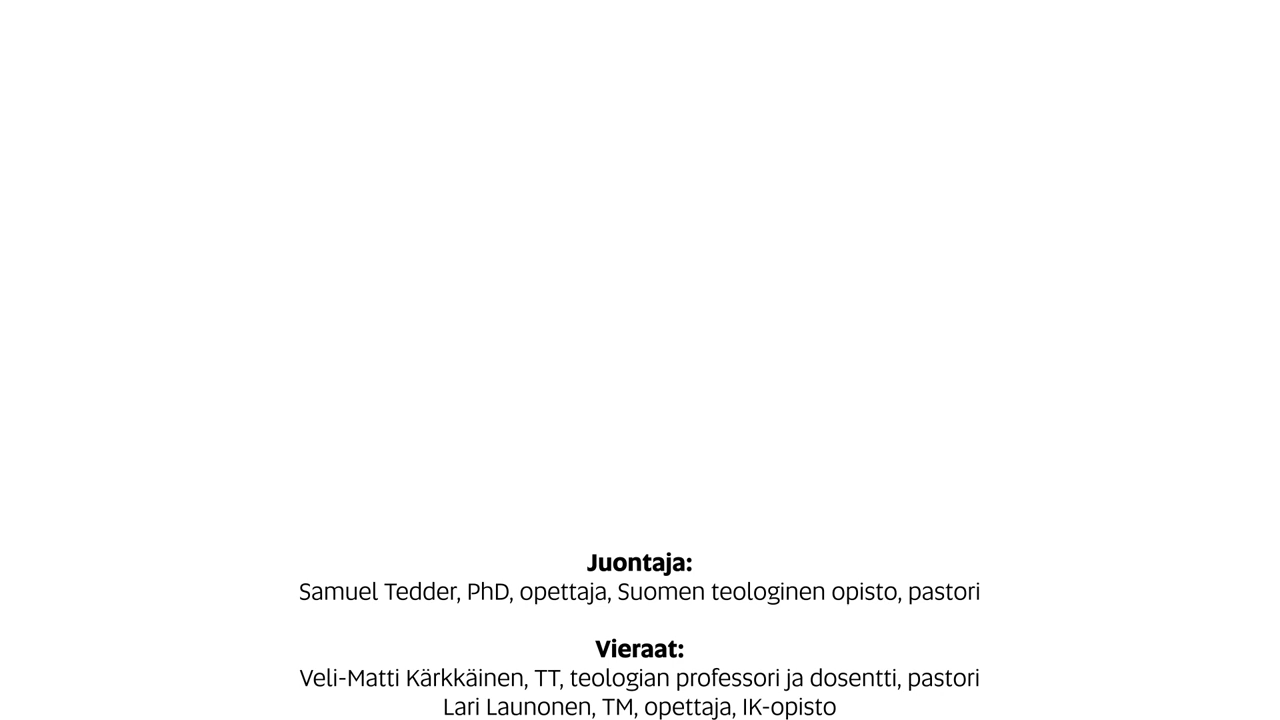 Juontaja:
Samuel Tedder, PhD, opettaja, Suomen teologinen opisto, pastori
Vieraat:
Veli-Matti Kärkkäinen, TT, teologian professori ja dosentti, pastori
Lari Launonen, TM, opettaja, IK-opisto